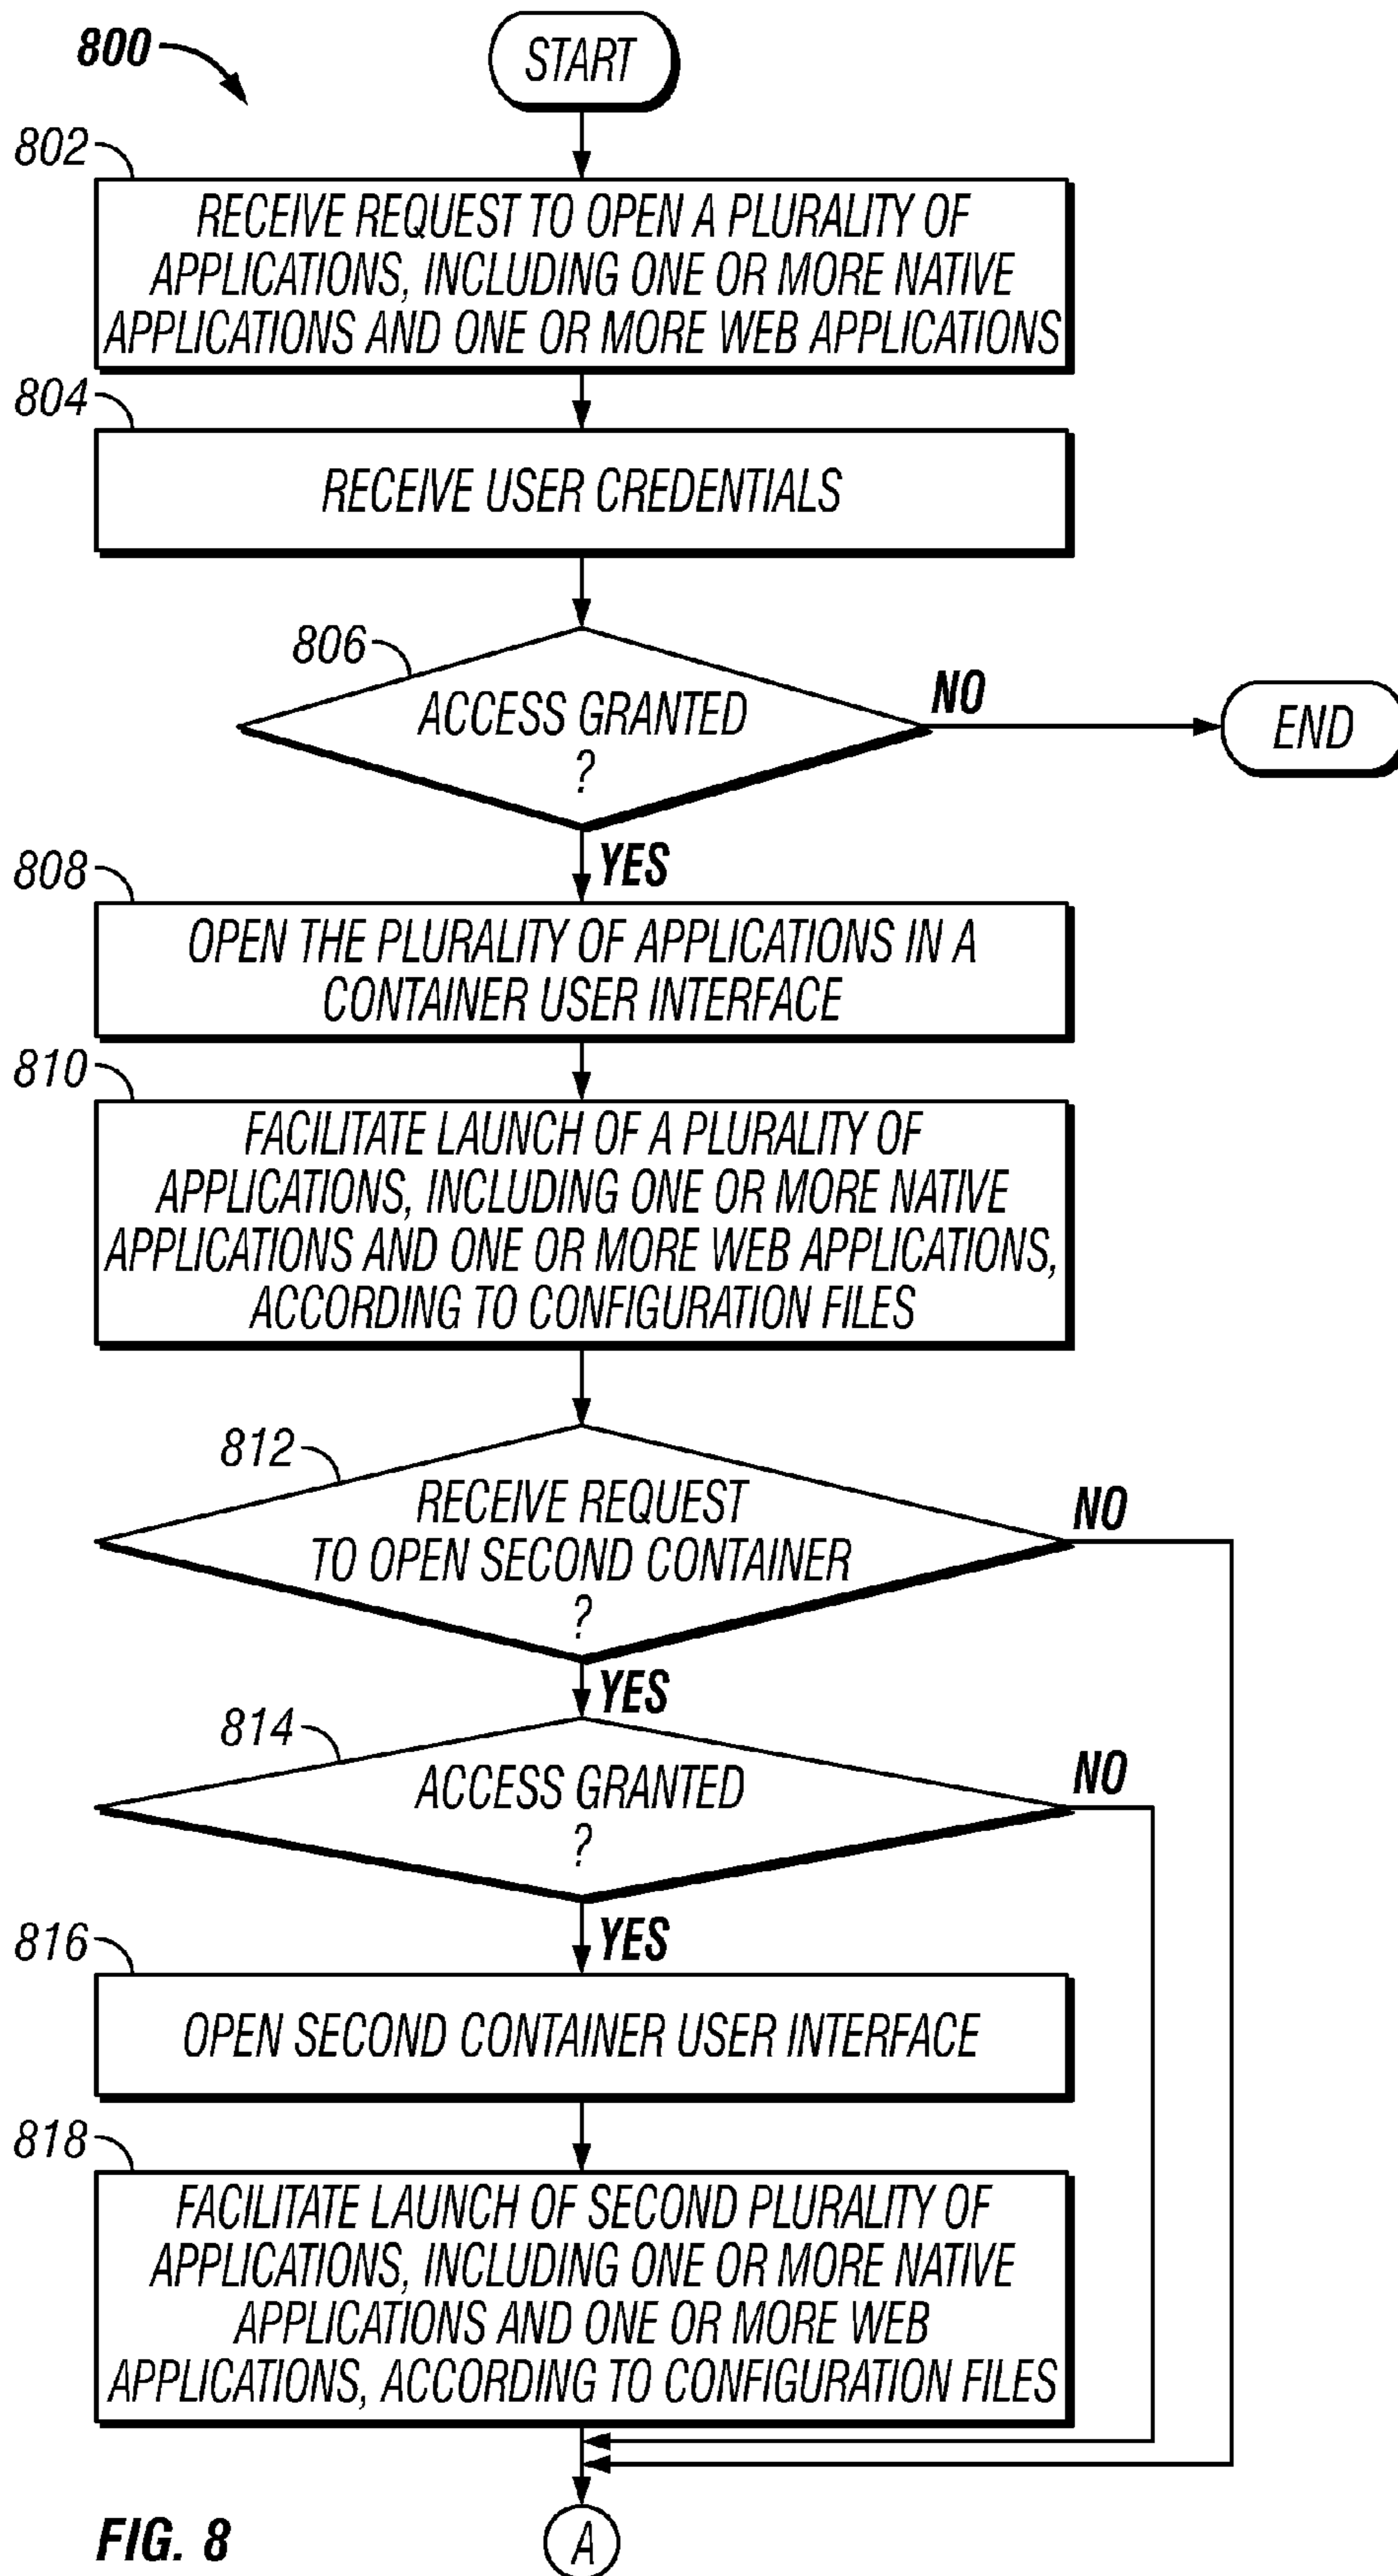 800
START
802
RECEIVE REQUEST TO OPEN A PLURALITY OF
APPLICATIONS, INCLUDING ONE OR MORE NATIVE
APPLICATIONS AND ONE OR MORE WEB APPLICATIONS
804
RECEIVE USER CREDENTIALS
806
ACCESS GRANTED
?
NO
END
YES
808
OPEN THE PLURALITY OF APPLICATIONS IN A
CONTAINER USER INTERFACE
810
FACILITATE LAUNCH OF A PLURALITY OF
APPLICATIONS, INCLUDING ONE OR MORE NATIVE
APPLICATIONS AND ONE OR MORE WEB APPLICATIONS,
ACCORDING TO CONFIGURATION FILES
812
RECEIVE REQUEST
TO OPEN SECOND CONTAINER
?
NO
YES
814
ACCESS GRANTED
?
NO
YES
816
OPEN SECOND CONTAINER USER INTERFACE
818
FACILITATE LAUNCH OF SECOND PLURALITY OF
APPLICATIONS, INCLUDING ONE OR MORE NATIVE
APPLICATIONS AND ONE OR MORE WEB
APPLICATIONS, ACCORDING TO CONFIGURATION FILES
A
FIG. 8